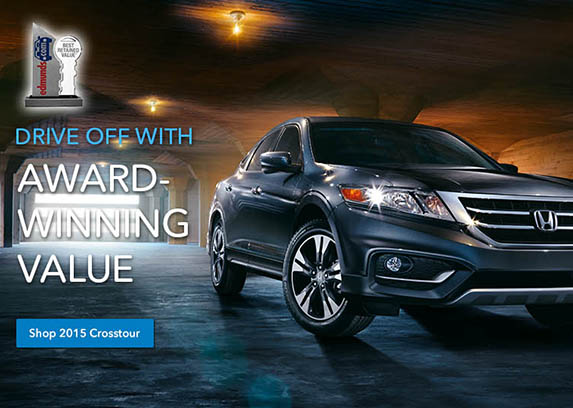 edmunds.com
BEST
RETAINED
VALUE
DRIVE OFF WITH
AWARD-
WINNING
VALUE
Shop 2015 Crosstour